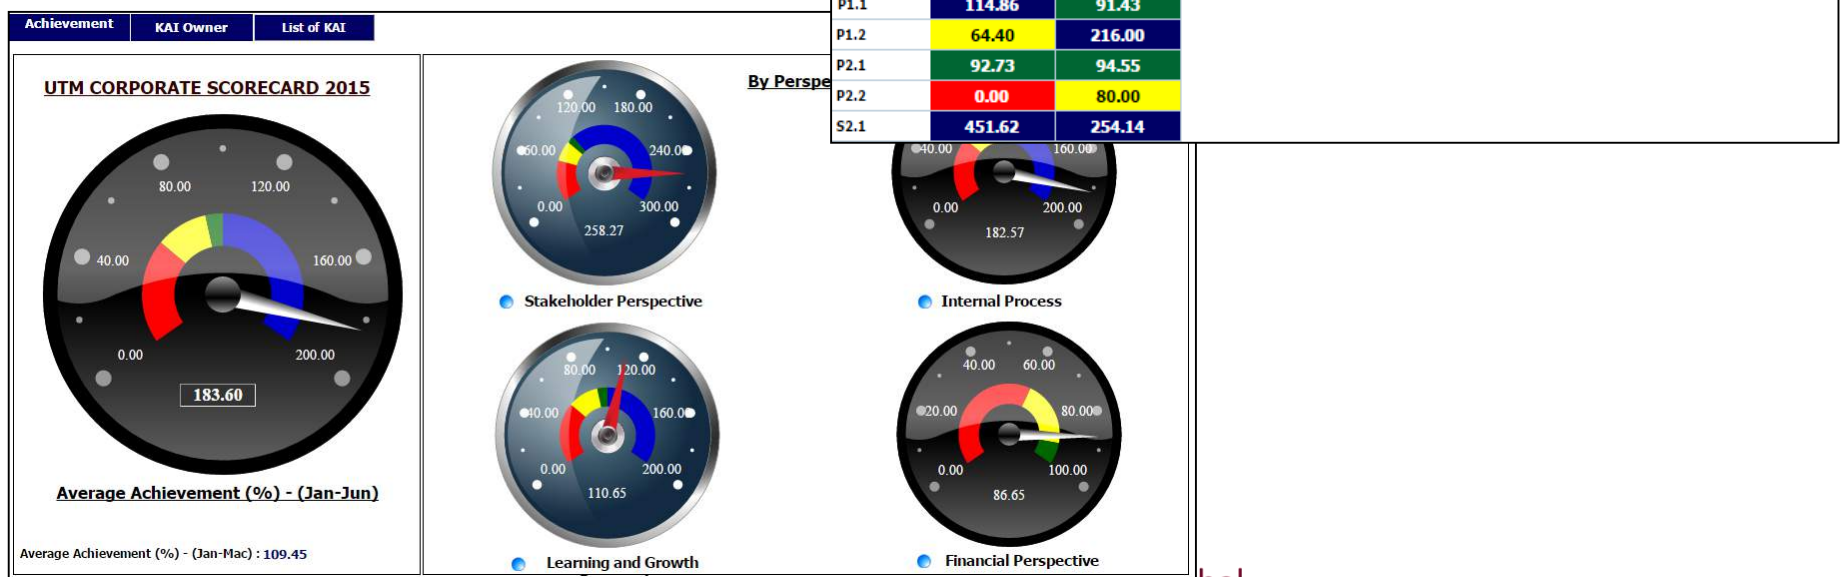 Achievement
KAI Owner
List of KAI
P1.1 114.86 91.43
P1.2 64.40 216.00
P2.1 92.73 94.55
P2.2 0.00 80.00
S2.1 451.62 254.14
UTM CORPORATE SCORECARD 2015
80.00 120.00
40.00 160.00
0.00 200.00
183.60
Average Achievement (%) - (Jan-Jun)
Average Achievement (%) - (Jan-Mac) : 109.45
By Perspe
120.00 180.00
60.00 240.00
0.00 300.00
258.27
Stakeholder Perspective
40.00 160.00
0.00 200.00
182.57
Internal Process
80.00 120.00
40.00 160.00
0.00 200.00
110.65
Learning and Growth
40.00 60.00
20.00 80.00
0.00 100.00
86.65
Financial Perspective